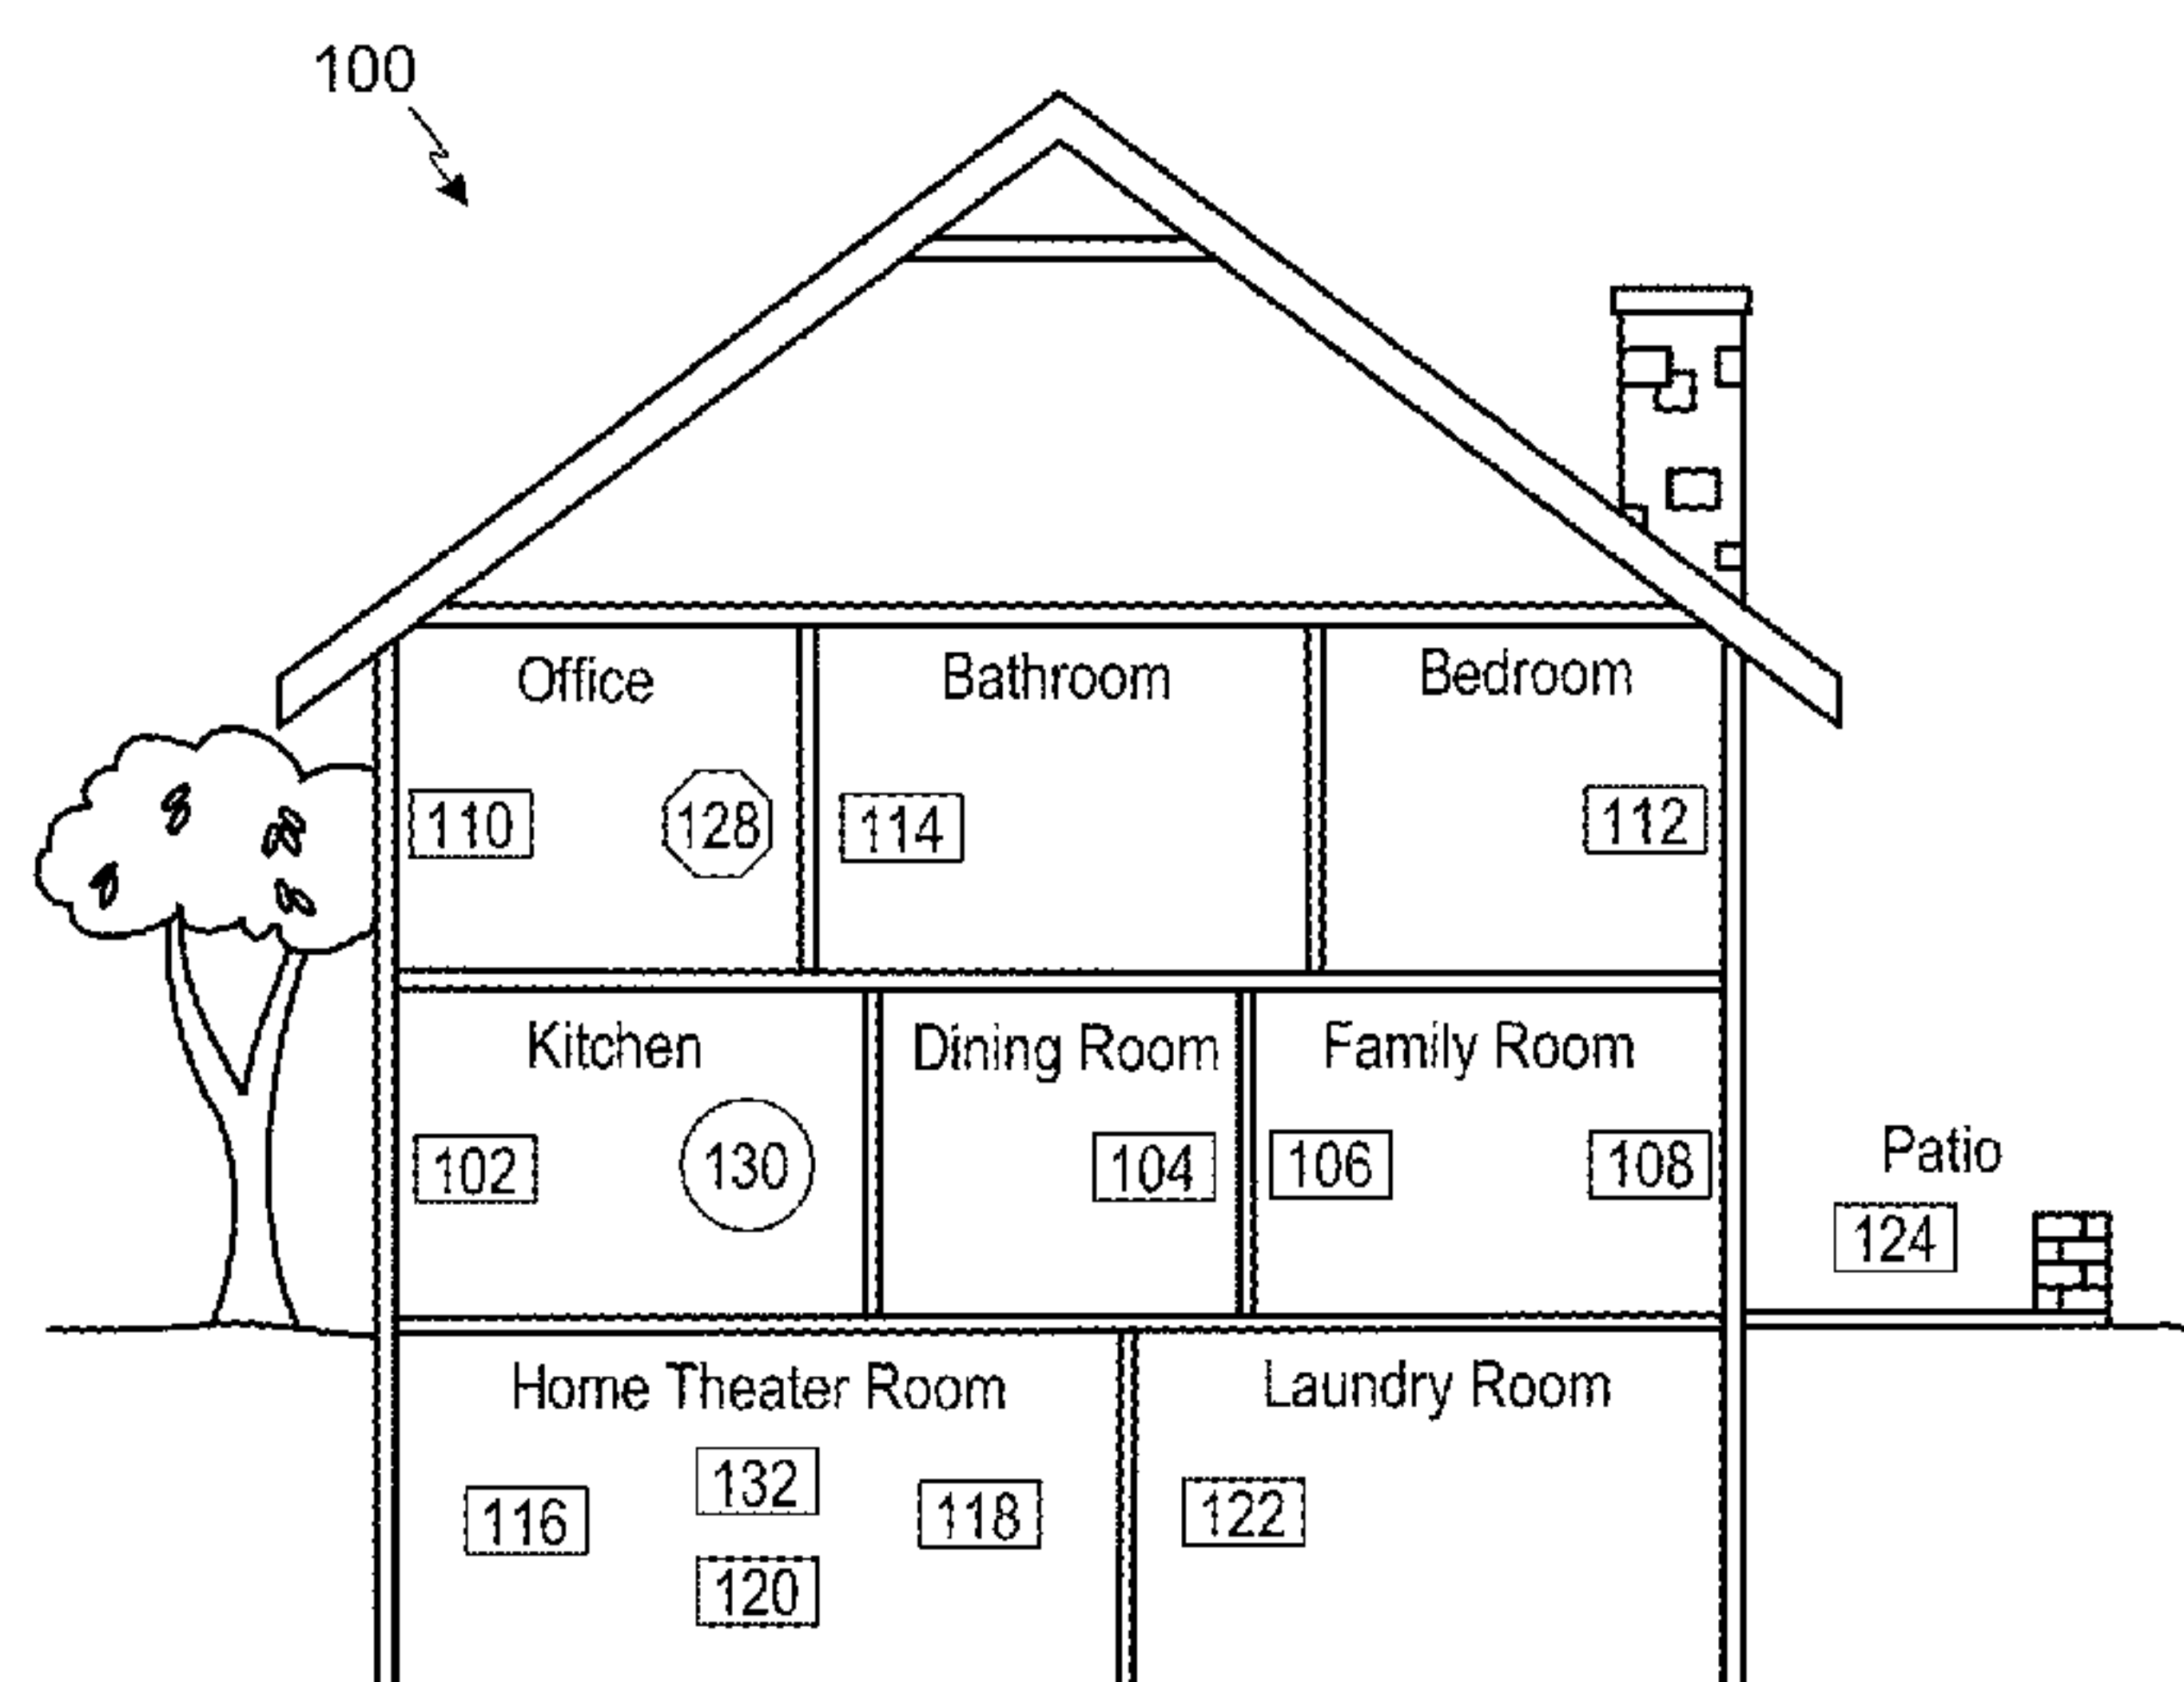 100
Office
Bathroom
Bedroom
110
128
114
112
Kitchen
Dining Room
Family Room
102
130
104
106
108
Patio
124
Home Theater Room
Laundry Room
116
132
118
122
120